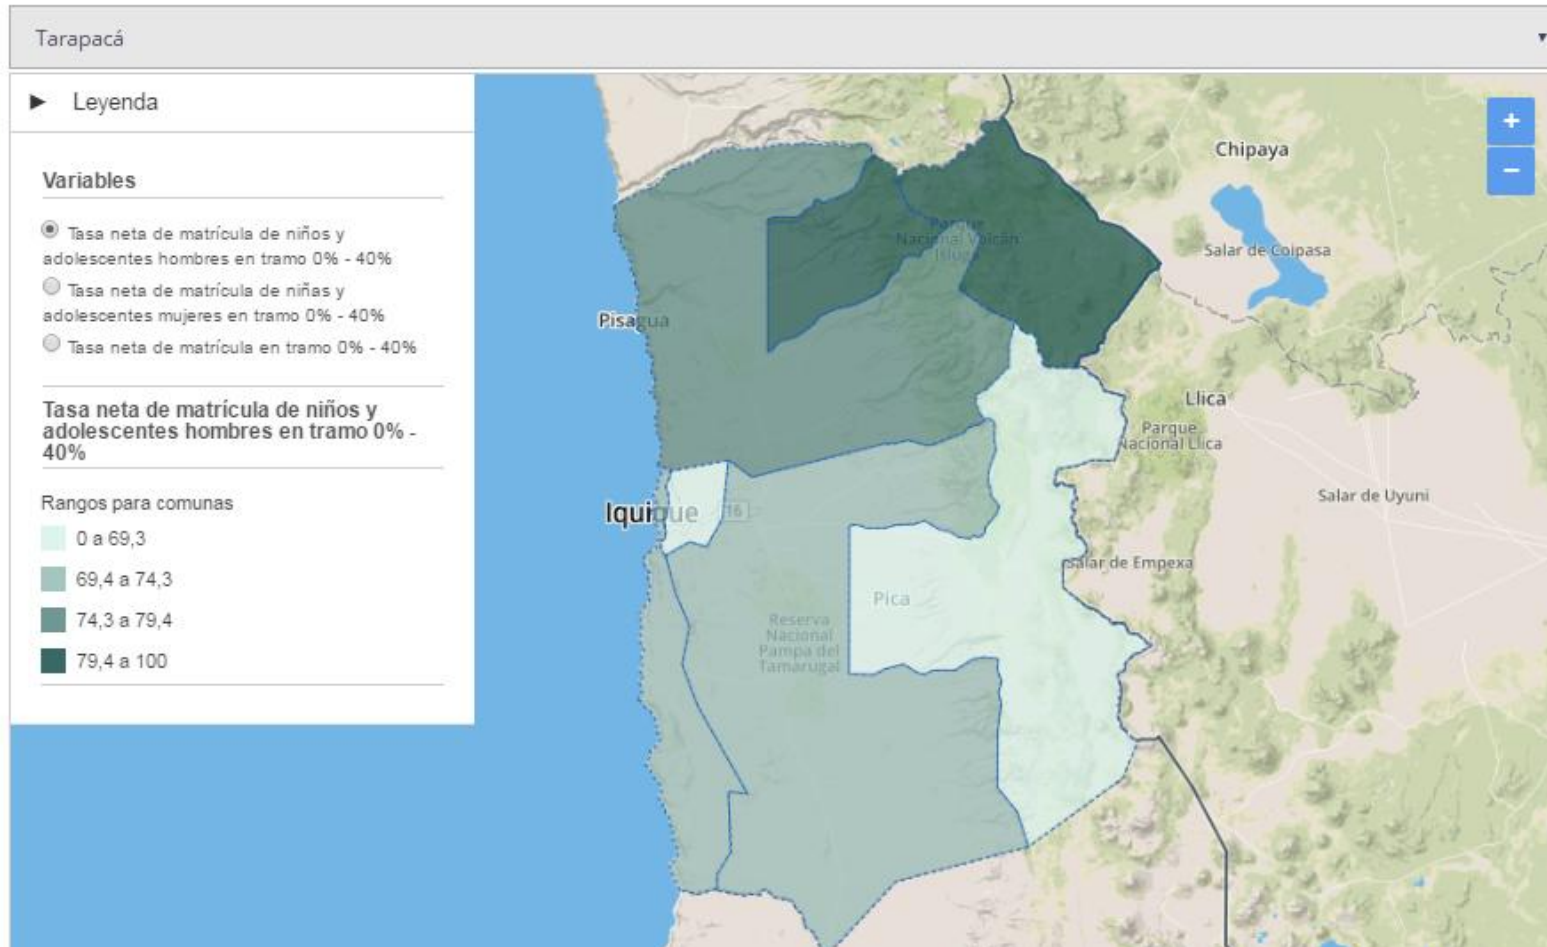 Tarapacá
Leyenda
Variables
Tasa neta de matrícula de niños y
adolescentes hombres en tramo 0% - 40%
Tasa neta de matrícula de niñas y
adolescentes mujeres en tramo 0% - 40%
Tasa neta de matrícula en tramo 0% - 40%
Tasa neta de matrícula de niños y
adolescentes hombres en tramo 0% -
40%
Rangos para comunas
0 a 69,3
69,4 a 74,3
74,3 a 79,4
79,4 a 100
+
−
Chipaya
Salar de Coipasa
Parque
Nacional Volcán
Isluga
Pisagua
Llica
Parque
Nacional Llica
Salar de Uyuni
Iquique
16
Salar de Empexa
Pica
Reserva
Nacional
Pampa del
Tamarugal